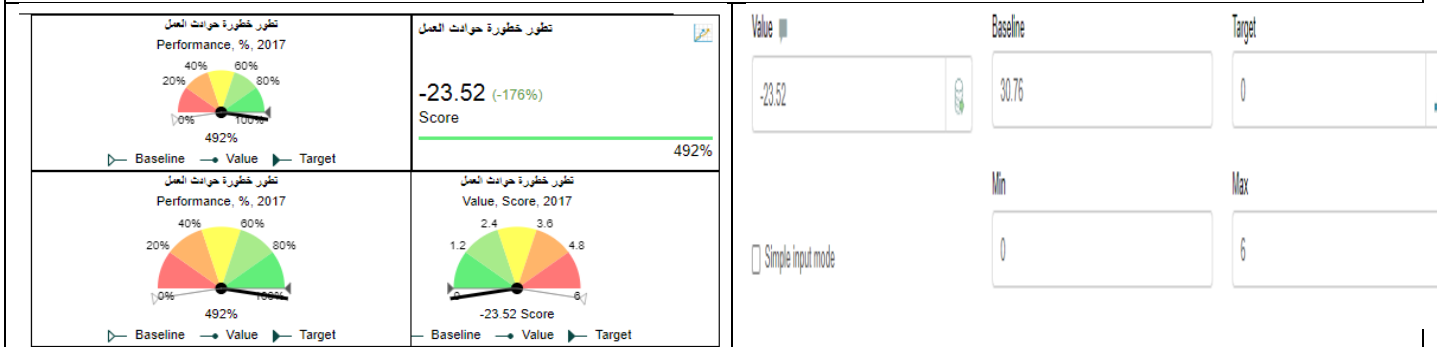 تطور خطورة حوادث العمل
Performance, %, 2017
20%
40%
60%
80%
0%
100%
492%
Baseline
Value
Target
تطور خطورة حوادث العمل
-23.52 (-176%)
Score
492%
تطور خطورة حوادث العمل
Performance, %, 2017
20%
40%
60%
80%
0%
100%
492%
Baseline
Value
Target
تطور خطورة حوادث العمل
Value, Score, 2017
1.2
2.4
3.6
4.8
0
6
-23.52 Score
Baseline
Value
Target
Value
Baseline
Target
-23.52
30.76
0
Min
Max
Simple input mode
0
6